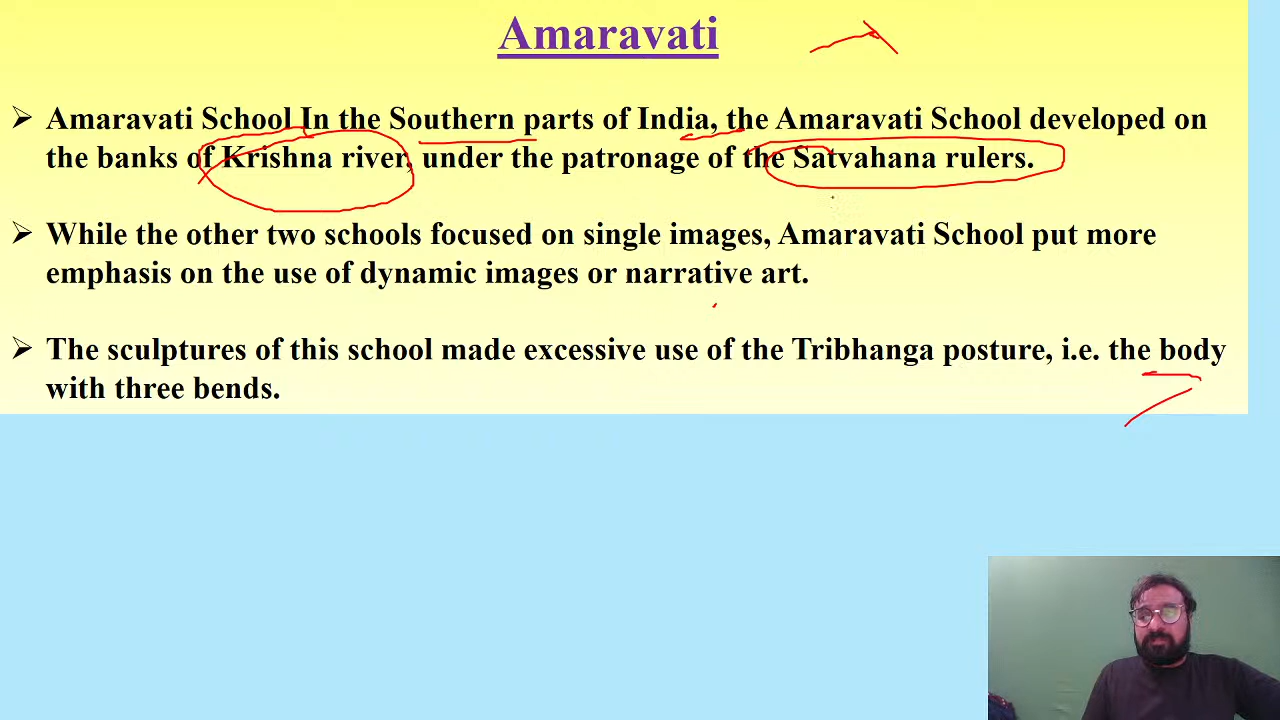 Amaravati
➢ Amaravati School In the Southern parts of India, the Amaravati School developed on
the banks of Krishna river, under the patronage of the Satvahana rulers.
➢ While the other two schools focused on single images, Amaravati School put more
emphasis on the use of dynamic images or narrative art.
➢ The sculptures of this school made excessive use of the Tribhanga posture, i.e. the body
with three bends.